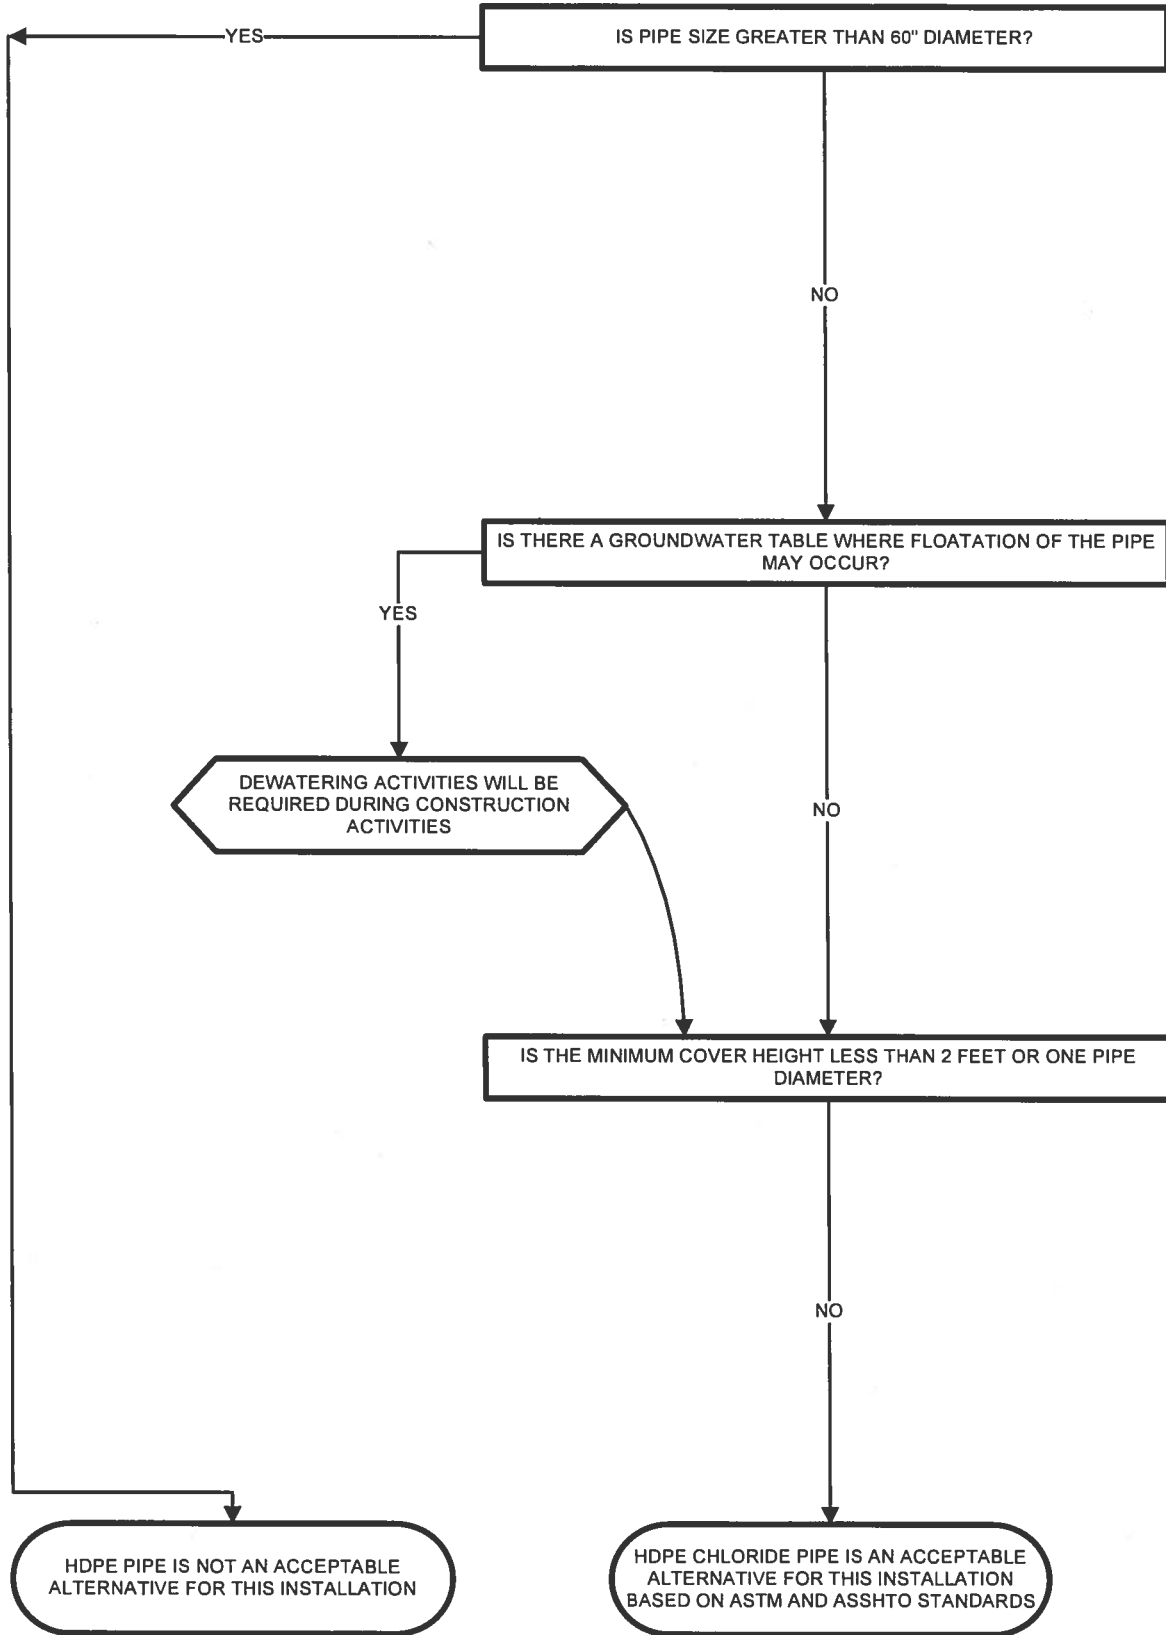 YES
IS PIPE SIZE GREATER THAN 60" DIAMETER?
NO
IS THERE A GROUNDWATER TABLE WHERE FLOATATION OF THE PIPE
MAY OCCUR?
YES
DEWATERING ACTIVITIES WILL BE
REQUIRED DURING CONSTRUCTION
ACTIVITIES
NO
IS THE MINIMUM COVER HEIGHT LESS THAN 2 FEET OR ONE PIPE
DIAMETER?
NO
HDPE PIPE IS NOT AN ACCEPTABLE
ALTERNATIVE FOR THIS INSTALLATION
HDPE CHLORIDE PIPE IS AN ACCEPTABLE
ALTERNATIVE FOR THIS INSTALLATION
BASED ON ASTM AND ASSHTO STANDARDS